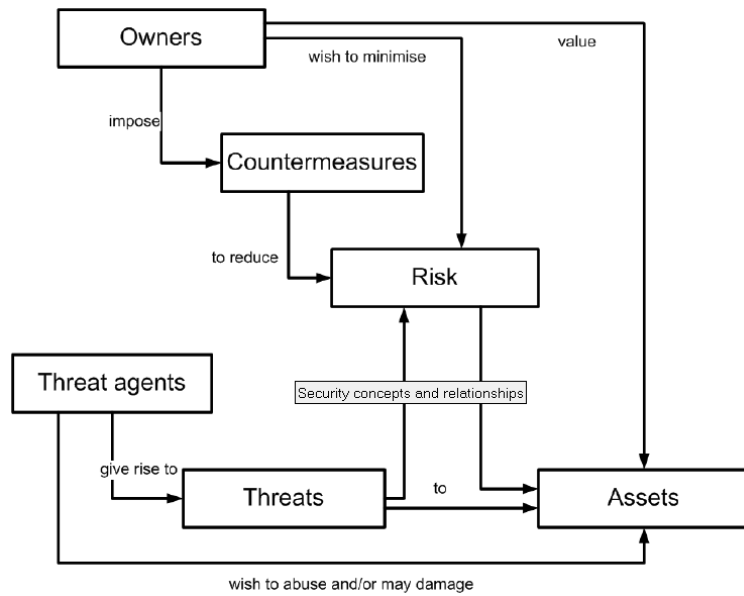 Owners
value
wish to minimise
impose
Countermeasures
to reduce
Risk
Threat agents
Security concepts and relationships
give rise to
Threats
to
Assets
wish to abuse and/or may damage